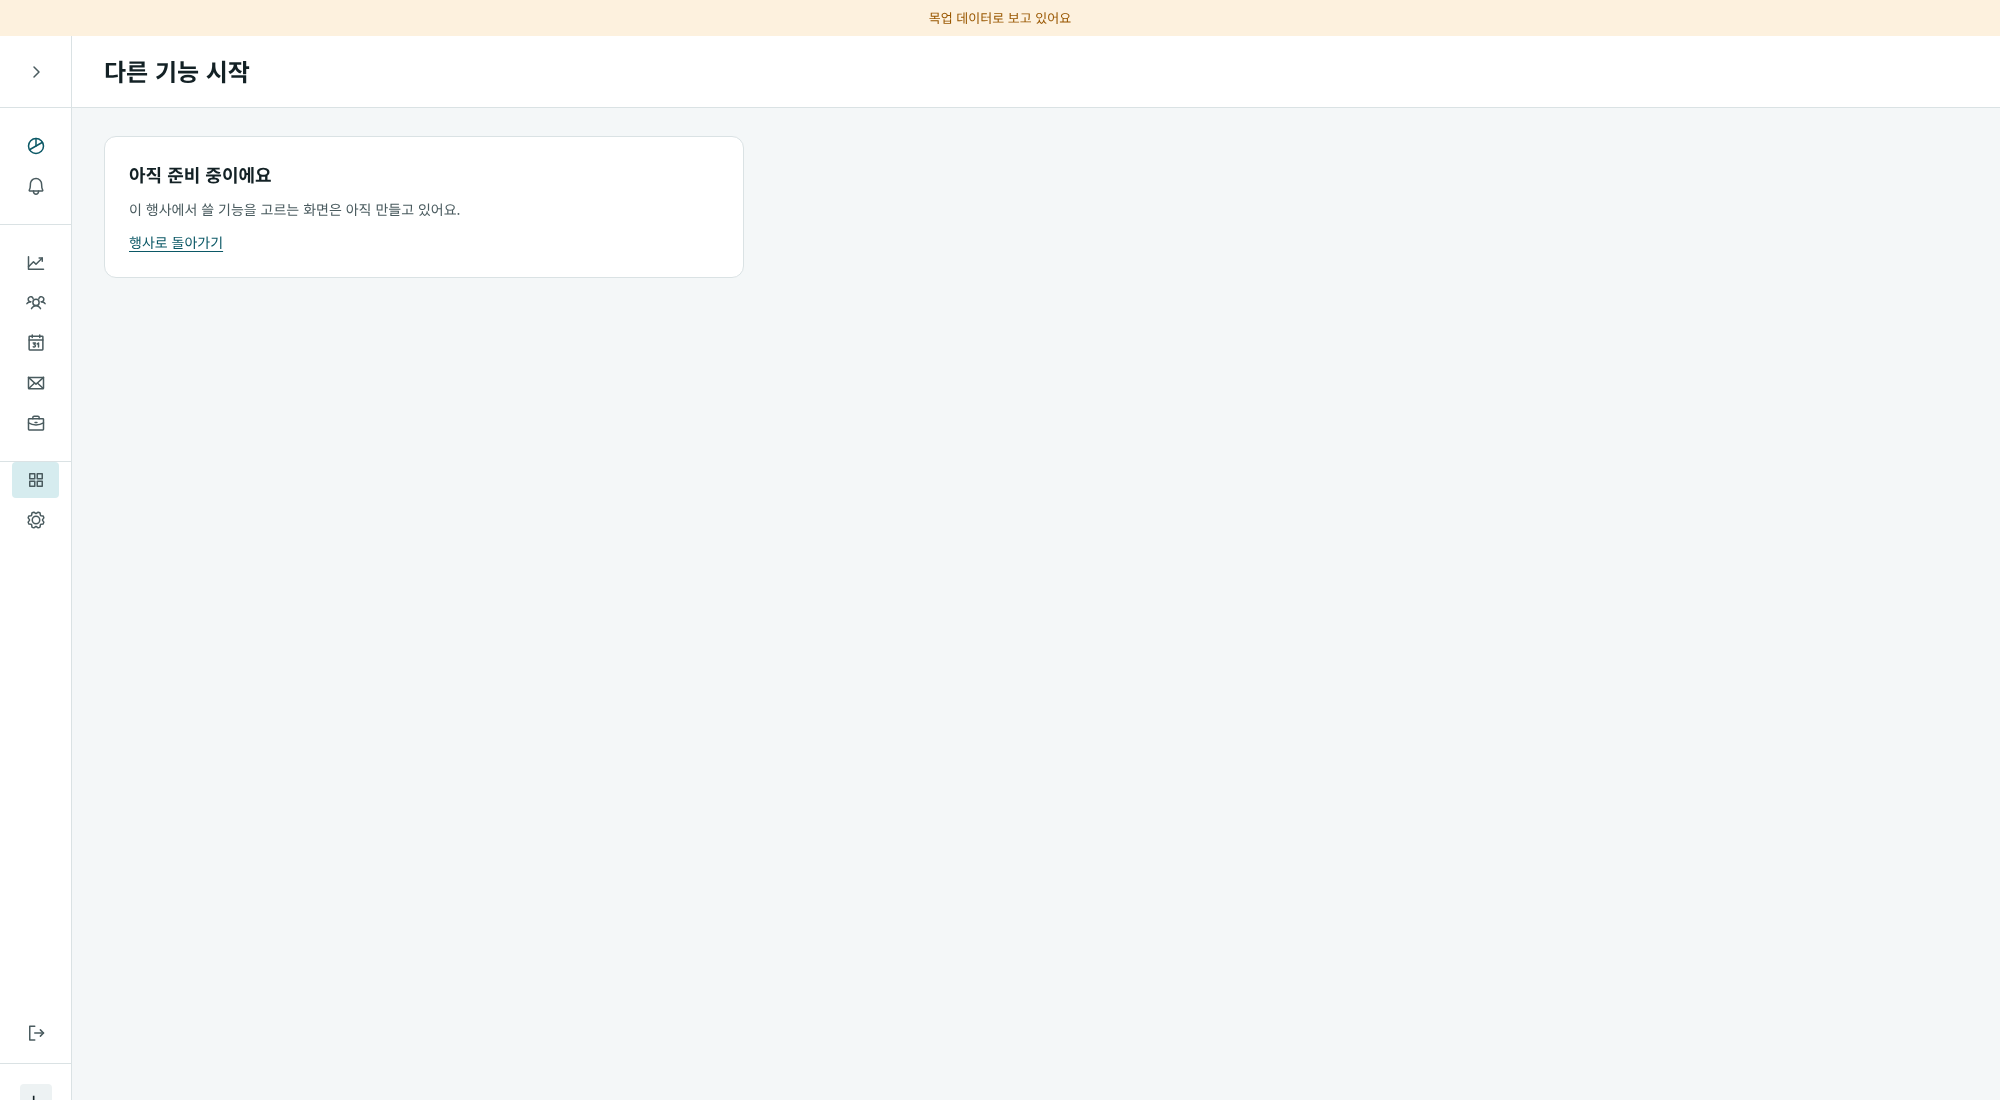 목업 데이터로 보고 있어요
다른 기능 시작
아직 준비 중이에요
이 행사에서 쓸 기능을 고르는 화면은 아직 만들고 있어요.
행사로 돌아가기
31